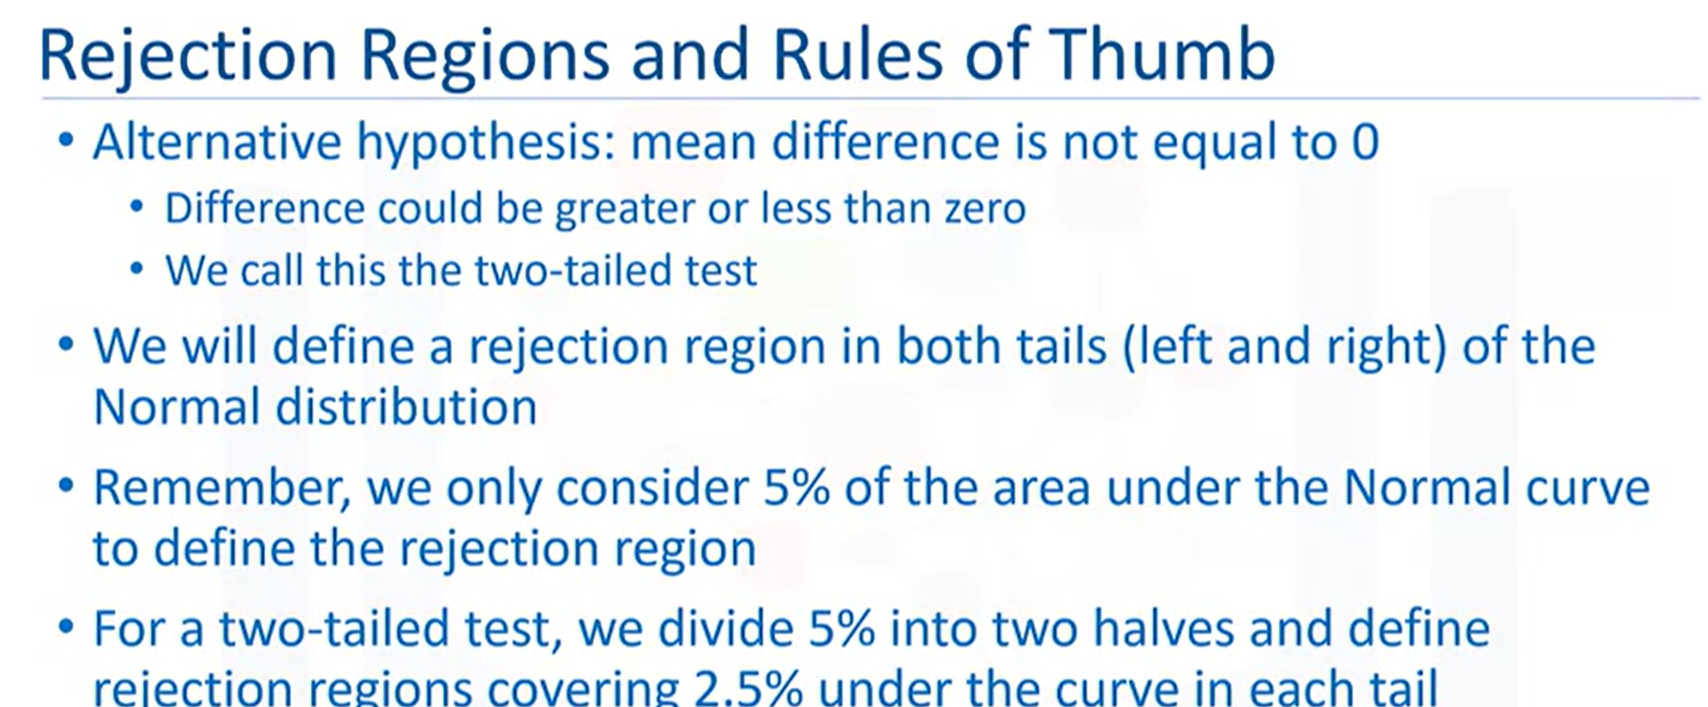 Rejection Regions and Rules of Thumb
• Alternative hypothesis: mean difference is not equal to 0
• Difference could be greater or less than zero
• We call this the two-tailed test
• We will define a rejection region in both tails (left and right) of the
Normal distribution
• Remember, we only consider 5% of the area under the Normal curve
to define the rejection region
• For a two-tailed test, we divide 5% into two halves and define
rejection regions covering 2.5% under the curve in each tail